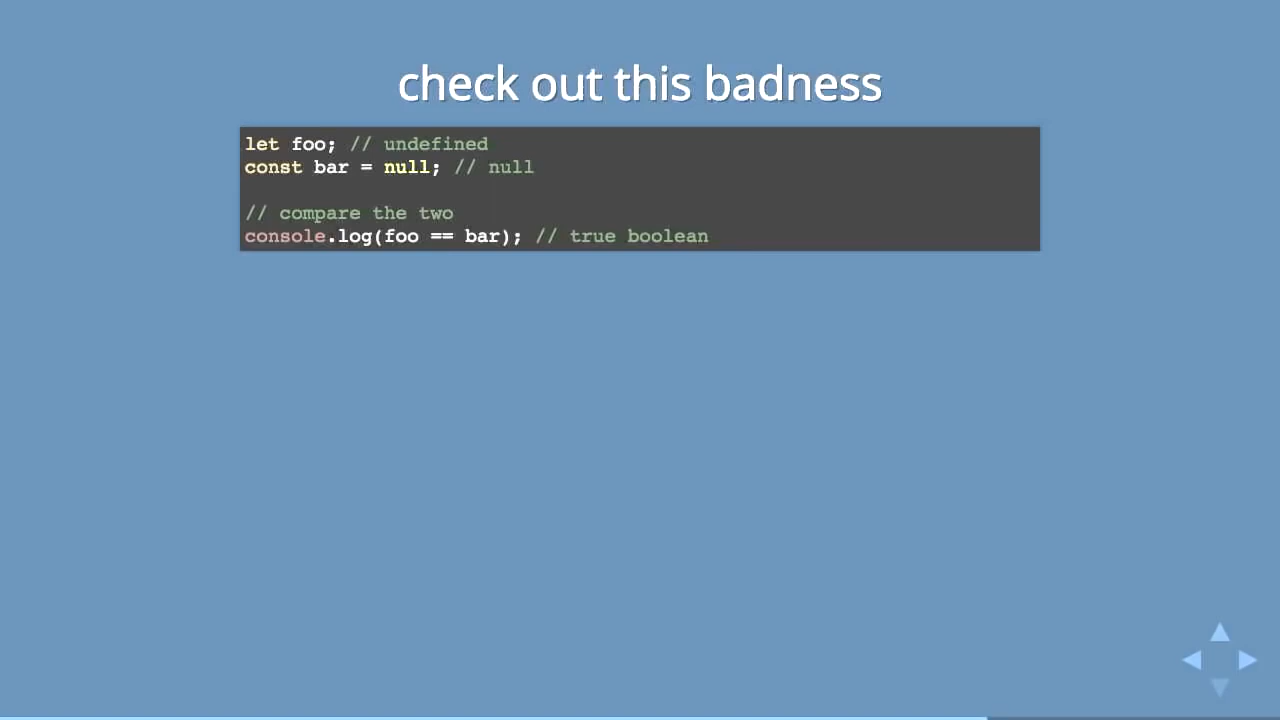 check out this badness
let foo; // undefined
const bar = null; // null
// compare the two
console.log(foo == bar); // true boolean